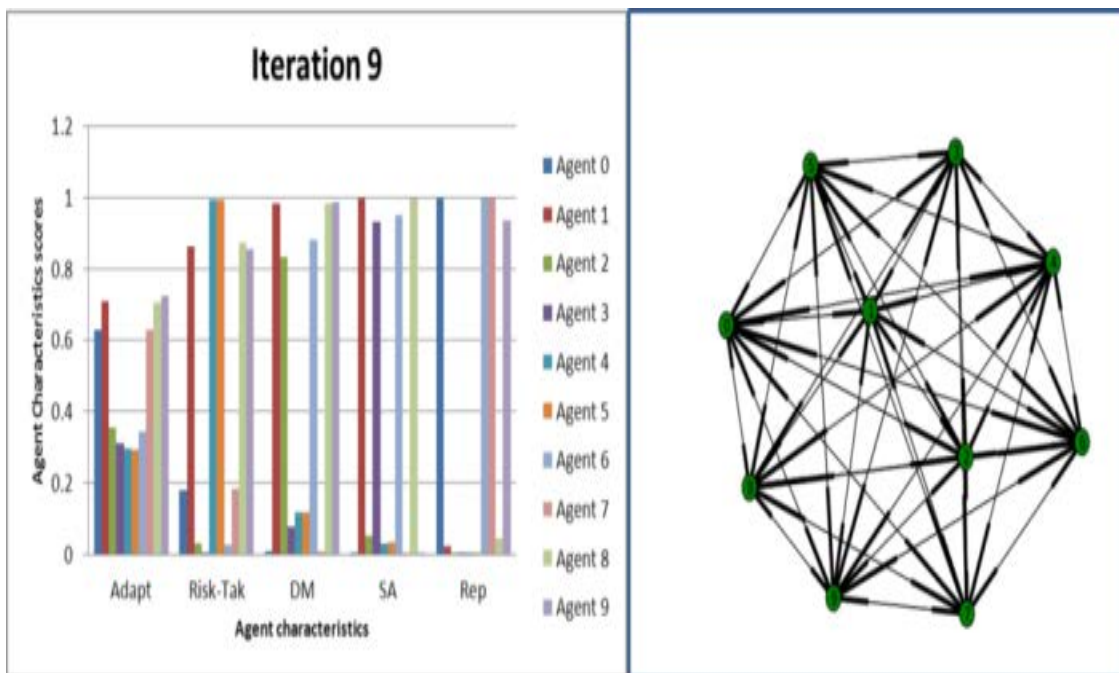 Iteration 9
Agent Characteristics scores
1.2
1
0.8
0.6
0.4
0.2
0
Adapt Risk-Tak DM SA Rep
Agent characteristics
Agent 0
Agent 1
Agent 2
Agent 3
Agent 4
Agent 5
Agent 6
Agent 7
Agent 8
Agent 9